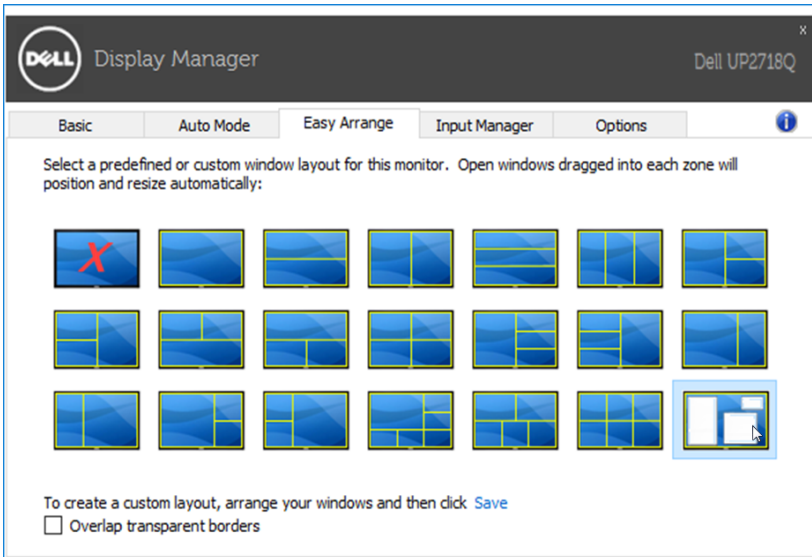 x
DELL
Display Manager
Dell UP2718Q
Basic Auto Mode Easy Arrange Input Manager Options i
Select a predefined or custom window layout for this monitor. Open windows dragged into each zone will
position and resize automatically:
X
To create a custom layout, arrange your windows and then click Save
Overlap transparent borders